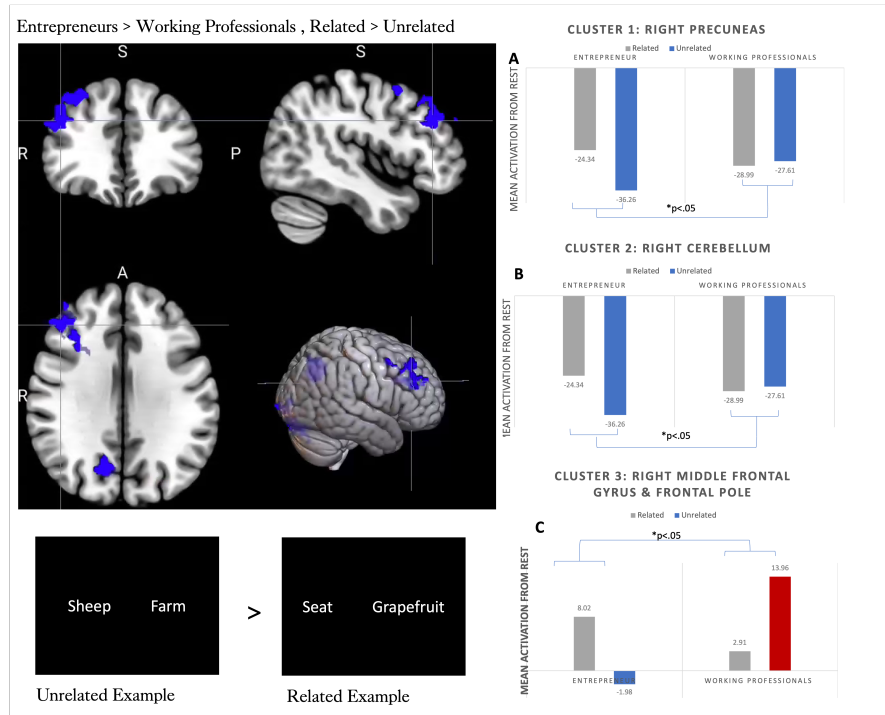 Entrepreneurs > Working Professionals , Related > Unrelated
S
S
R
P
A
R
Sheep Farm
>
Seat Grapefruit
Unrelated Example
Related Example
CLUSTER 1: RIGHT PRECUNEAS
A
Related Unrelated
ENTREPRENEUR WORKING PROFESSIONALS
MEAN ACTIVATION FROM REST
-24.34
-36.26
-28.99
-27.61
*p<.05
CLUSTER 2: RIGHT CEREBELLUM
B
Related Unrelated
ENTREPRENEUR WORKING PROFESSIONALS
MEAN ACTIVATION FROM REST
-24.34
-36.26
-28.99
-27.61
*p<.05
CLUSTER 3: RIGHT MIDDLE FRONTAL
GYRUS & FRONTAL POLE
Related Unrelated
C
*p<.05
MEAN ACTIVATION FROM REST
8.02
-1.98
2.91
13.96
ENTREPRENEUR WORKING PROFESSIONALS